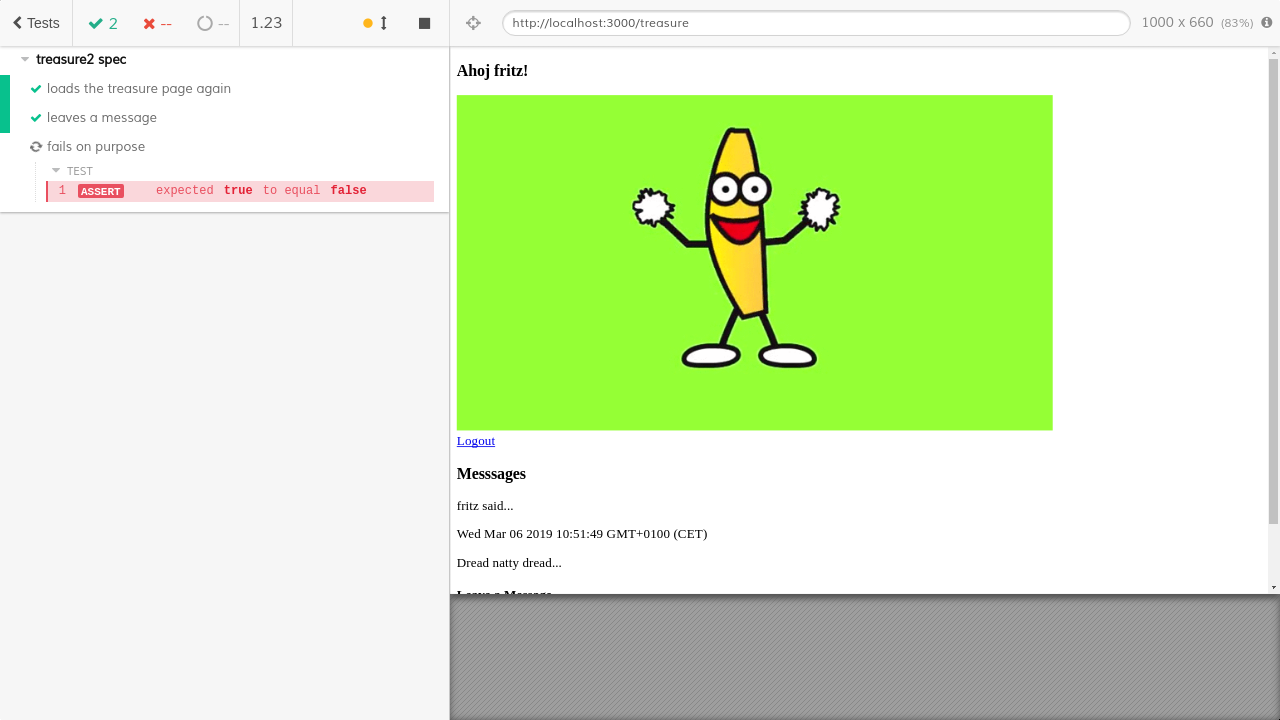 Tests 2 -- -- 1.23
treasure2 spec
loads the treasure page again
leaves a message
fails on purpose
TEST
1 ASSERT expected true to equal false
http://localhost:3000/treasure 1000 x 660 (83%)
Ahoj fritz!
Logout
Messsages
fritz said...
Wed Mar 06 2019 10:51:49 GMT+0100 (CET)
Dread natty dread...
Leave a Message